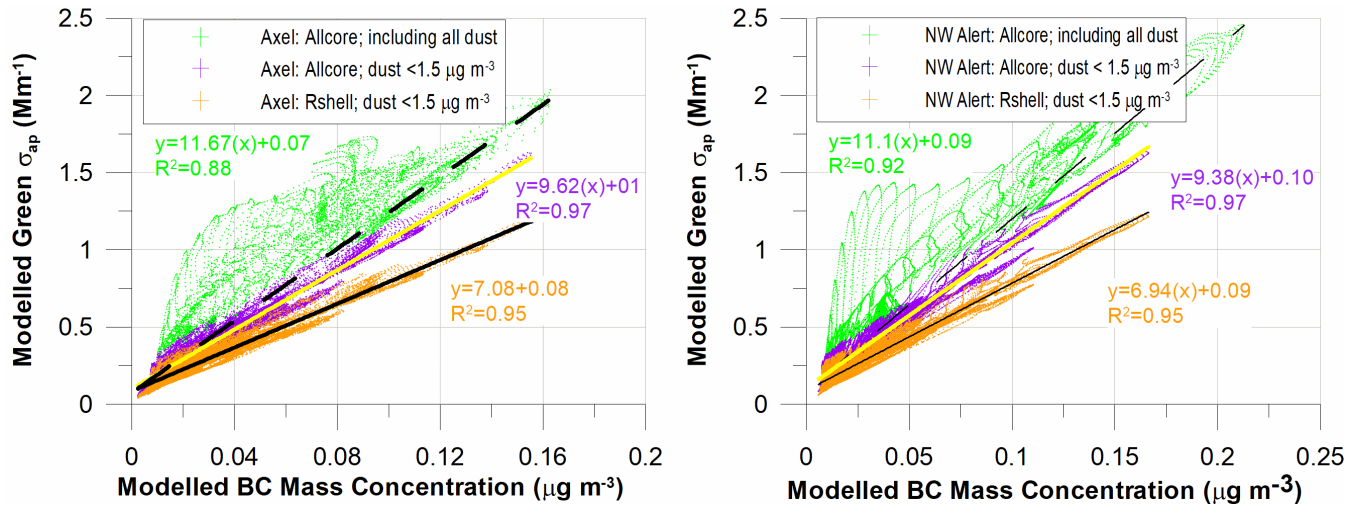 2.5
2
1.5
1
0.5
0
Modelled Green σap (Mm-1)
Axel: Allcore; including all dust
Axel: Allcore; dust <1.5 μg m-3
Axel: Rshell; dust <1.5 μg m-3
y=11.67(x)+0.07
R2=0.88
y=9.62(x)+01
R2=0.97
y=7.08+0.08
R2=0.95
0 0.04 0.08 0.12 0.16 0.2
Modelled BC Mass Concentration (μg m-3)
2.5
2
1.5
1
0.5
0
Modelled Green σap (Mm-1)
NW Alert: Allcore; including all dust
NW Alert: Allcore; dust < 1.5 μg m-3
NW Alert: Rshell; dust <1.5 μg m-3
y=11.1(x)+0.09
R2=0.92
y=9.38(x)+0.10
R2=0.97
y=6.94(x)+0.09
R2=0.95
0 0.05 0.1 0.15 0.2 0.25
Modelled BC Mass Concentration (μg m-3)